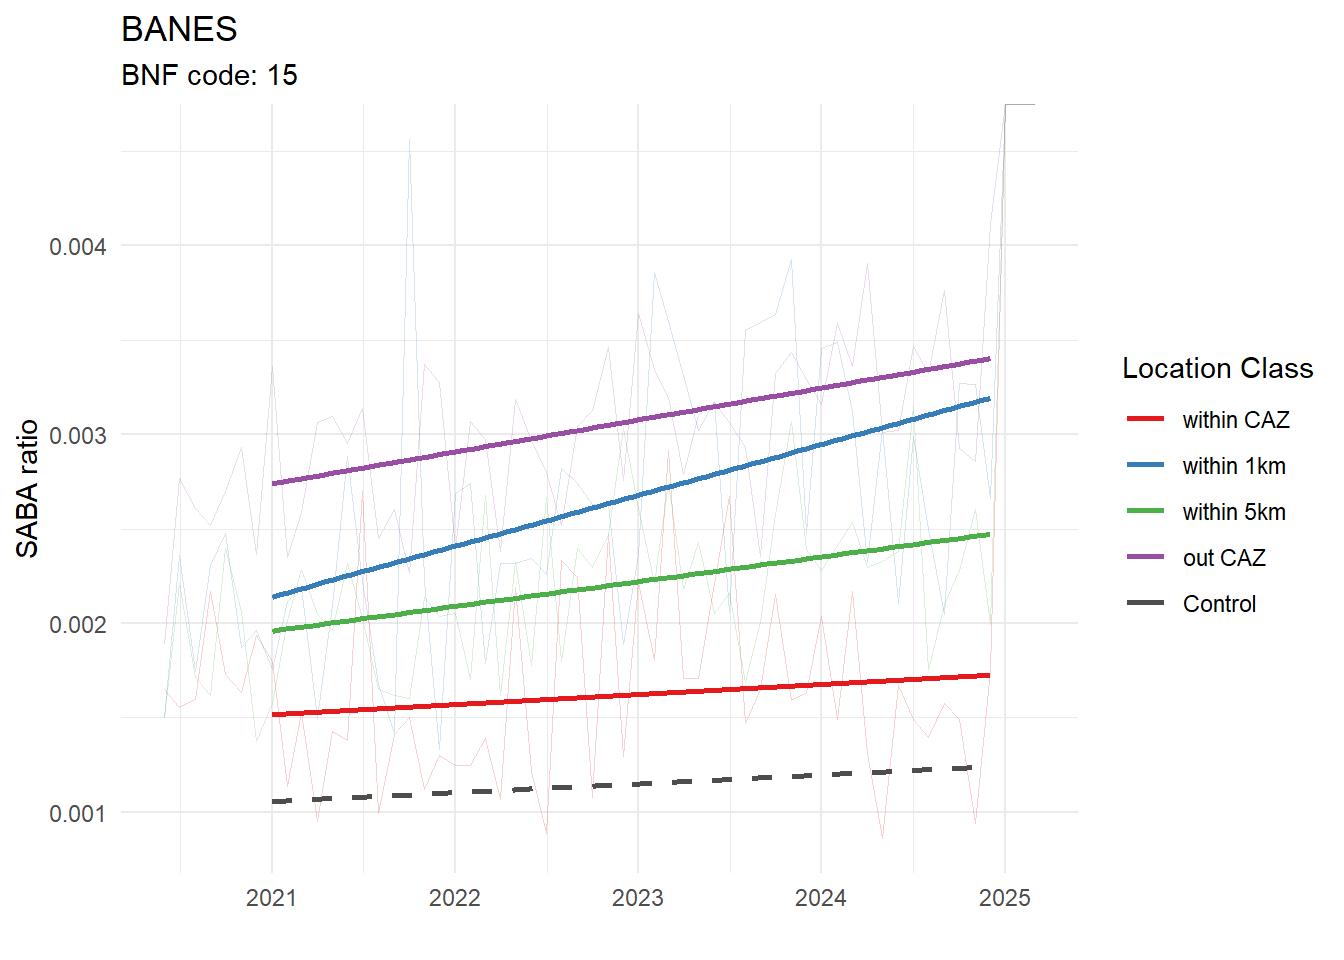 BANES
BNF code: 15
SABA ratio
0.004
0.003
0.002
0.001
2021
2022
2023
2024
2025
Location Class
within CAZ
within 1km
within 5km
out CAZ
Control